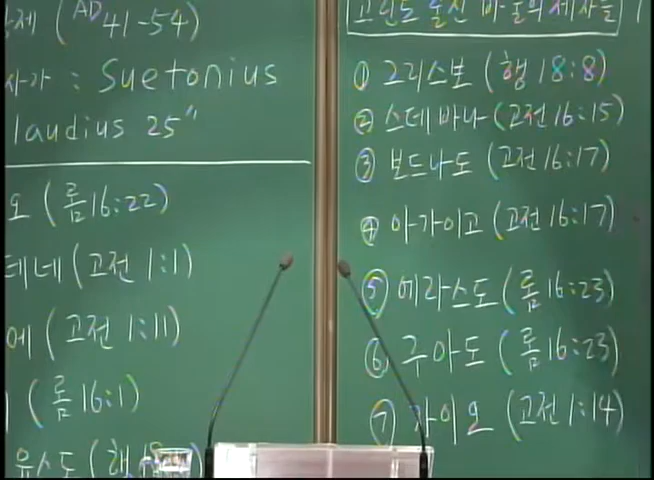 (AD 41-54)
사가 : Suetonius
laudius 25"
(롬16:22)
테네 (고전 1:1)
에 (고전 1:11)
(롬16:1)
유스도 (행
고린도 출신 바울의 제자들
① 그리스보 (행 18:8)
② 스데바나 (고전16:15)
③ 보드나도 (고전16:17)
④ 아가이고 (고전16:17)
⑤ 에라스도 (롬16:23)
⑥ 구아도 (롬16:23)
⑦ 가이오 (고전 1:14)